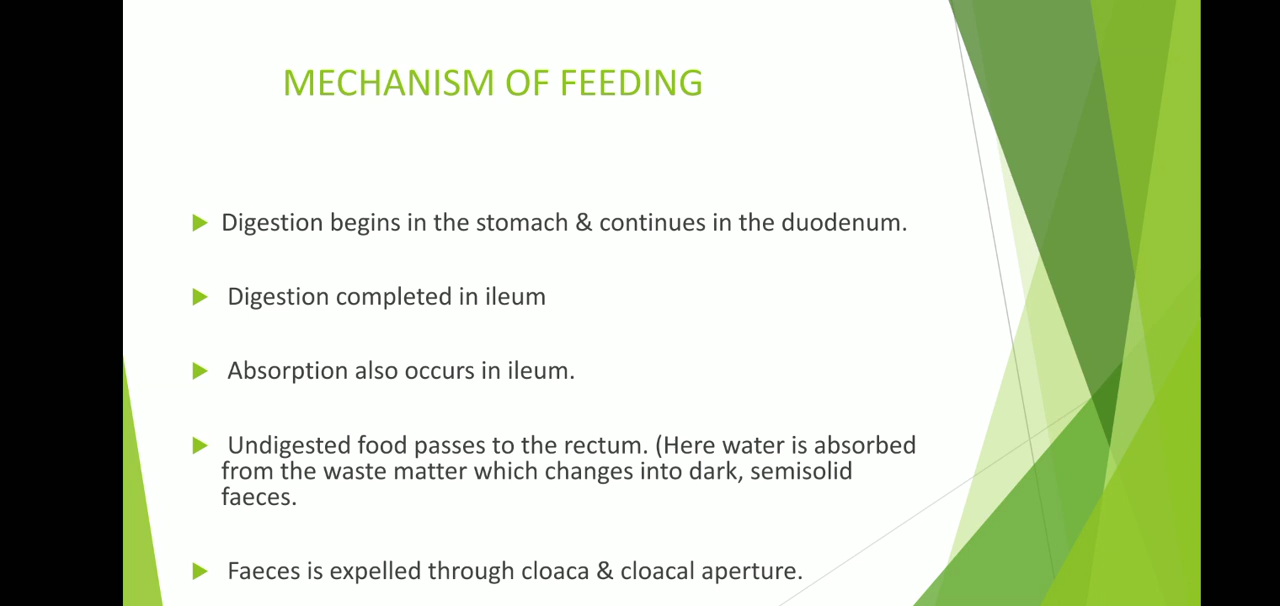 MECHANISM OF FEEDING
Digestion begins in the stomach & continues in the duodenum.
Digestion completed in ileum
Absorption also occurs in ileum.
Undigested food passes to the rectum. (Here water is absorbed
from the waste matter which changes into dark, semisolid
faeces.
Faeces is expelled through cloaca & cloacal aperture.